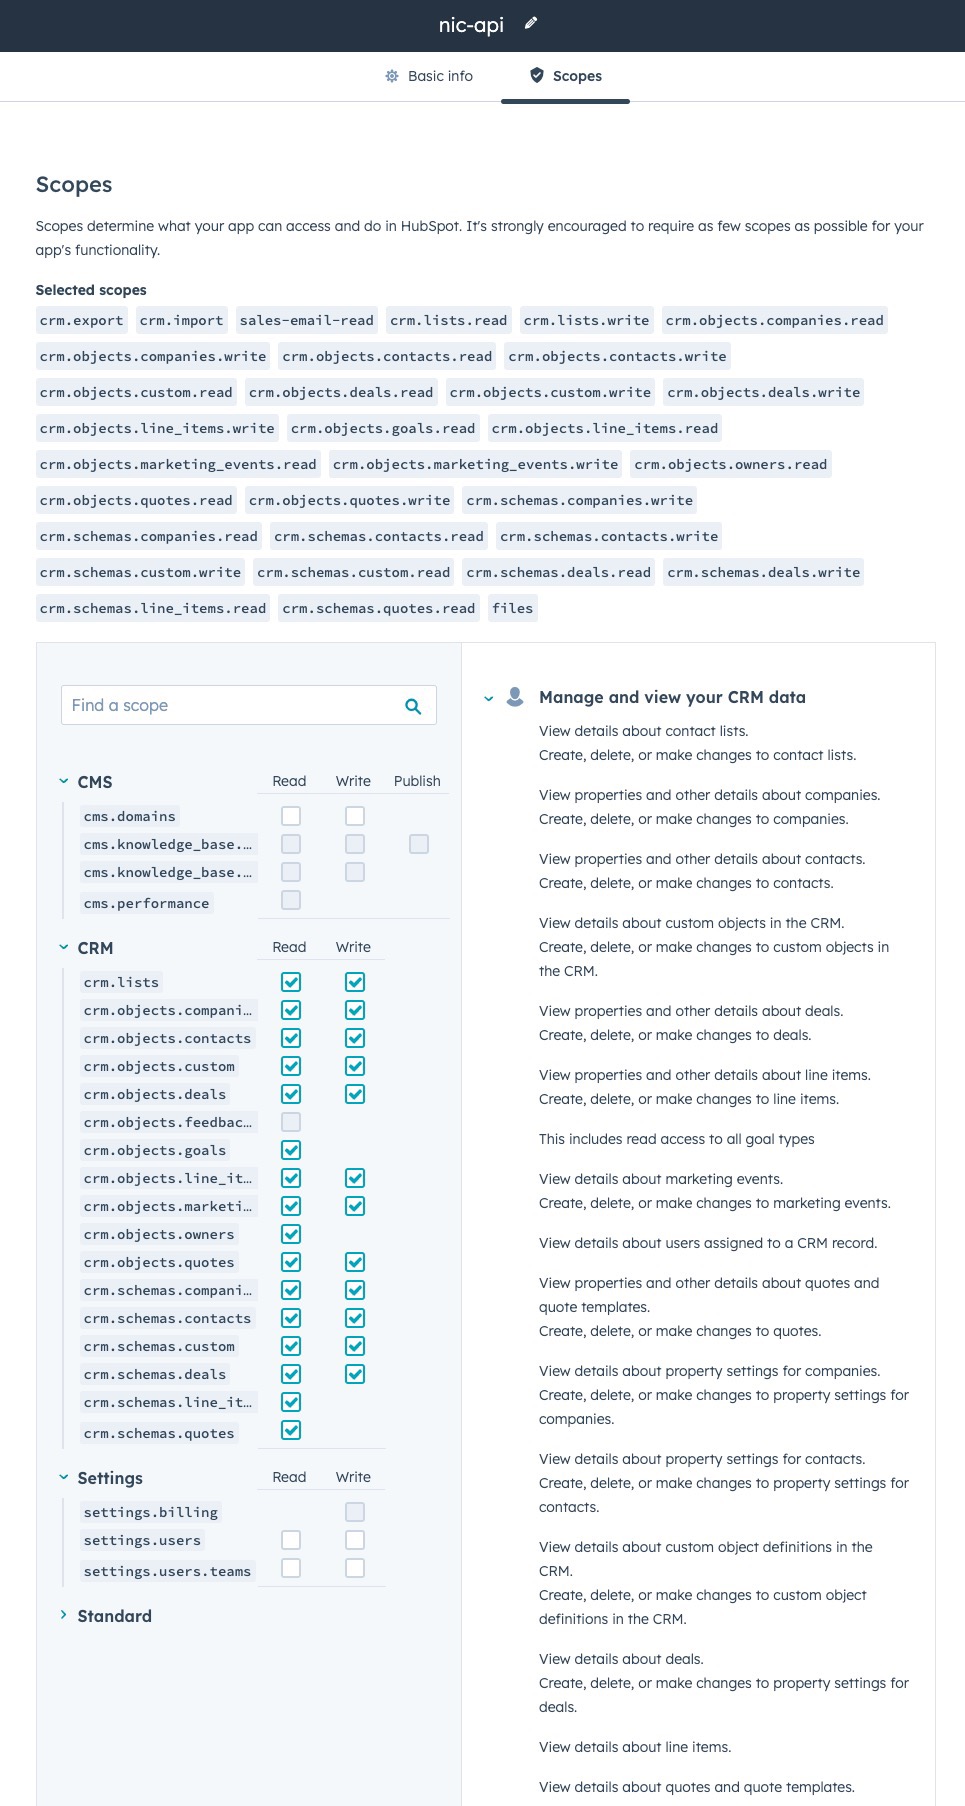 nic-api
Basic info Scopes
Scopes
Scopes determine what your app can access and do in HubSpot. It's strongly encouraged to require as few scopes as possible for your
app's functionality.
Selected scopes
crm.export crm.import sales-email-read crm.lists.read crm.lists.write crm.objects.companies.read
crm.objects.companies.write crm.objects.contacts.read crm.objects.contacts.write
crm.objects.custom.read crm.objects.deals.read crm.objects.custom.write crm.objects.deals.write
crm.objects.line_items.write crm.objects.goals.read crm.objects.line_items.read
crm.objects.marketing_events.read crm.objects.marketing_events.write crm.objects.owners.read
crm.objects.quotes.read crm.objects.quotes.write crm.schemas.companies.write
crm.schemas.companies.read crm.schemas.contacts.read crm.schemas.contacts.write
crm.schemas.custom.write crm.schemas.custom.read crm.schemas.deals.read crm.schemas.deals.write
crm.schemas.line_items.read crm.schemas.quotes.read files
Find a scope
CMS Read Write Publish
cms.domains
cms.knowledge_base....
cms.knowledge_base....
cms.performance
CRM Read Write
crm.lists
crm.objects.compani...
crm.objects.contacts
crm.objects.custom
crm.objects.deals
crm.objects.feedbac...
crm.objects.goals
crm.objects.line_it...
crm.objects.marketi...
crm.objects.owners
crm.objects.quotes
crm.schemas.compani...
crm.schemas.contacts
crm.schemas.custom
crm.schemas.deals
crm.schemas.line_it...
crm.schemas.quotes
Settings Read Write
settings.billing
settings.users
settings.users.teams
Standard
Manage and view your CRM data
View details about contact lists.
Create, delete, or make changes to contact lists.
View properties and other details about companies.
Create, delete, or make changes to companies.
View properties and other details about contacts.
Create, delete, or make changes to contacts.
View details about custom objects in the CRM.
Create, delete, or make changes to custom objects in
the CRM.
View properties and other details about deals.
Create, delete, or make changes to deals.
View properties and other details about line items.
Create, delete, or make changes to line items.
This includes read access to all goal types
View details about marketing events.
Create, delete, or make changes to marketing events.
View details about users assigned to a CRM record.
View properties and other details about quotes and
quote templates.
Create, delete, or make changes to quotes.
View details about property settings for companies.
Create, delete, or make changes to property settings for
companies.
View details about property settings for contacts.
Create, delete, or make changes to property settings for
contacts.
View details about custom object definitions in the
CRM.
Create, delete, or make changes to custom object
definitions in the CRM.
View details about deals.
Create, delete, or make changes to property settings for
deals.
View details about line items.
View details about quotes and quote templates.